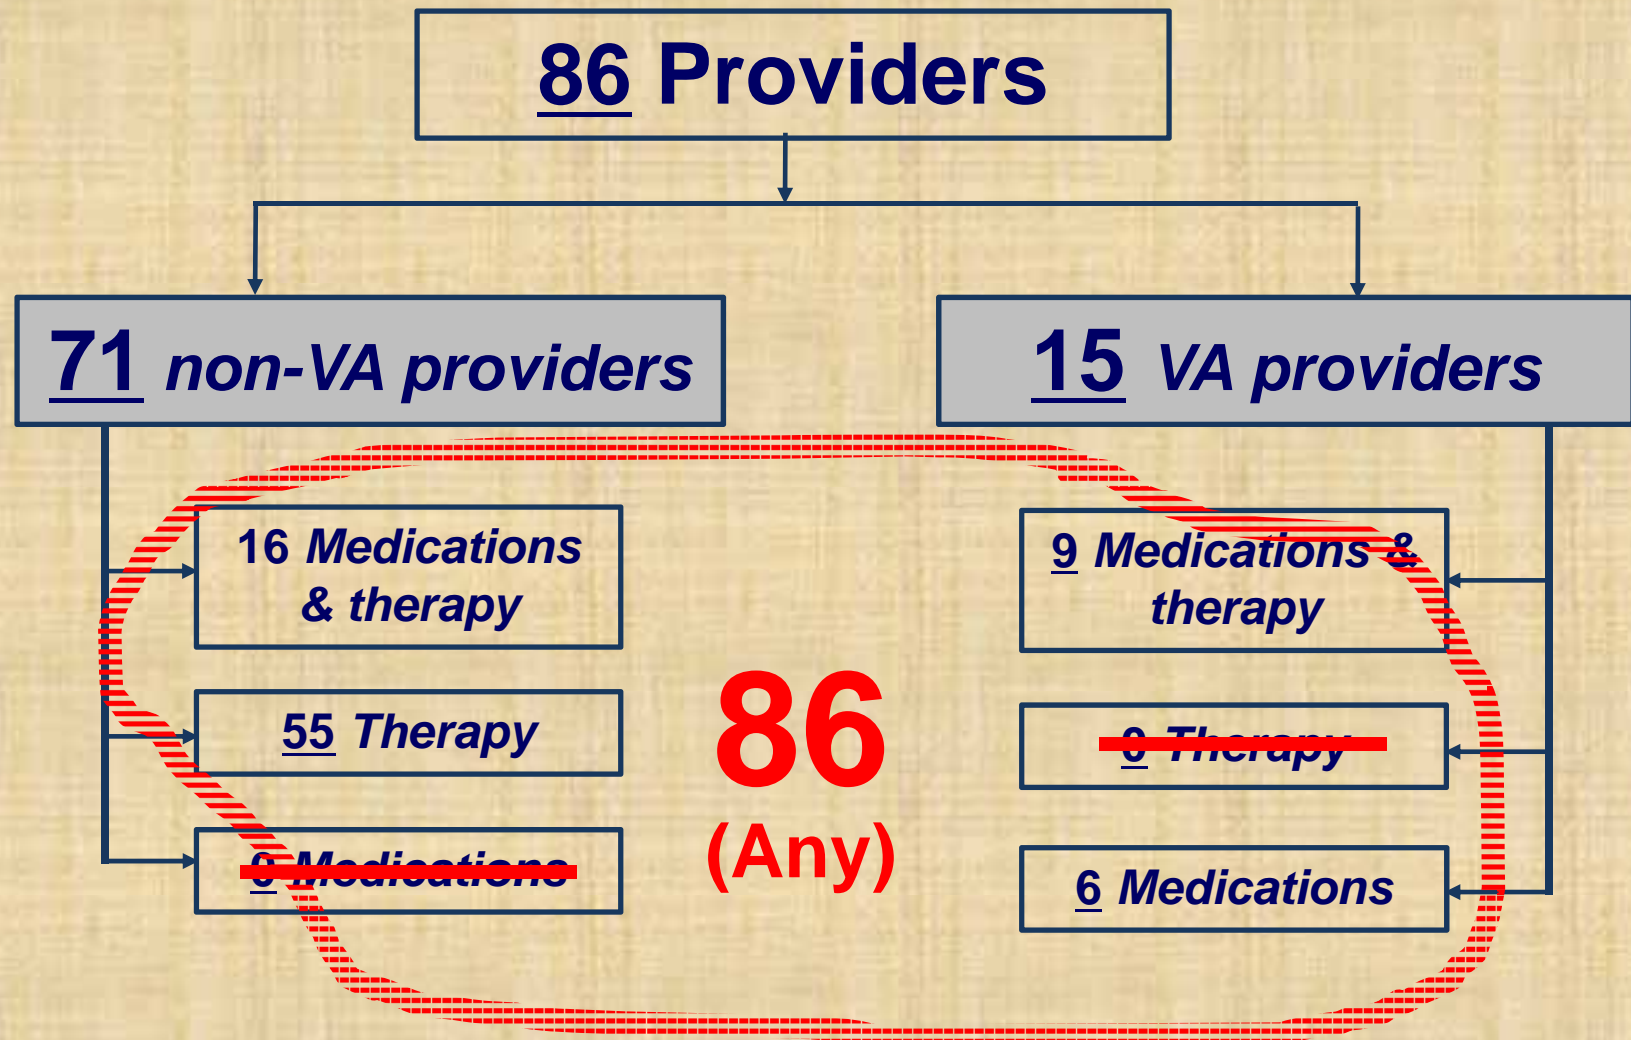 86 Providers
71 non-VA providers
15 VA providers
16 Medications
& therapy
55 Therapy
0 Medications
86
(Any)
9 Medications &
therapy
0 Therapy
6 Medications